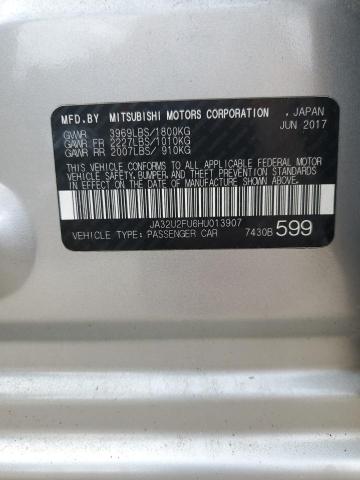 MFD.BY MITSUBISHI MOTORS CORPORATION , JAPAN
JUN 2017
GVWR 3969LBS/1800KG
GAWR FR 2227LBS/1010KG
GAWR RR 2007LBS/ 910KG
THIS VEHICLE CONFORMS TO ALL APPLICABLE FEDERAL MOTOR
VEHICLE SAFETY AND THEFT PREVENTION STANDARDS IN
EFFECT ON THE DATE OF MANUFACTURE SHOWN ABOVE.
JA32U2FU6HU013907
VEHICLE TYPE: PASSENGER CAR 7430B 599